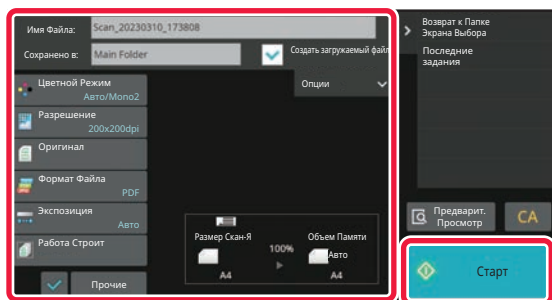 Имя Файла:
Scan_20230310_173808
Сохранено в:
Main Folder
Создать загружаемый файл
Опции
Цветной Режим
Авто/Mono2
Разрешение
200x200dpi
Оригинал
Формат Файла
PDF
Экспозиция
Авто
Работа Строит
Прочие
Размер Скан-Я
A4
100%
Объем Памяти
Авто
A4
Возврат к Папке
Экрана Выбора
Последние
задания
Предварит.
Просмотр
CA
Старт